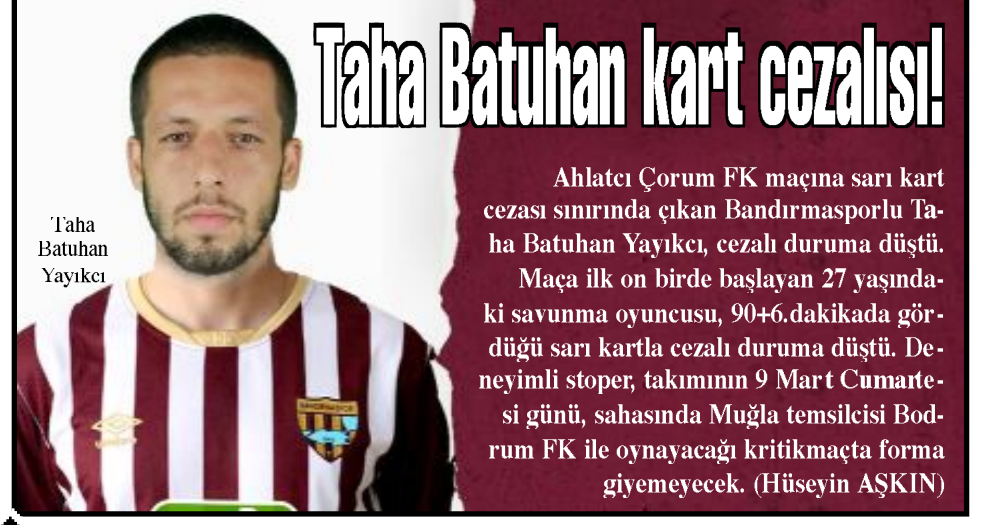 Taha Batuhan kart cezalısı!
Taha
Batuhan
Yayıkcı
Ahlatcı Çorum FK maçına sarı kart
cezası sınırında çıkan Bandırmasporlu Ta-
ha Batuhan Yayıkcı, cezalı duruma düştü.
Maça ilk on birde başlayan 27 yaşında-
ki savunma oyuncusu, 90+6.dakikada gör-
düğü sarı kartla cezalı duruma düştü. De-
neyimli stoper, takımının 9 Mart Cumarte-
si günü, sahasında Muğla temsilcisi Bod-
rum FK ile oynayacağı kritikmaçta forma
giyemeyecek. (Hüseyin AŞKIN)